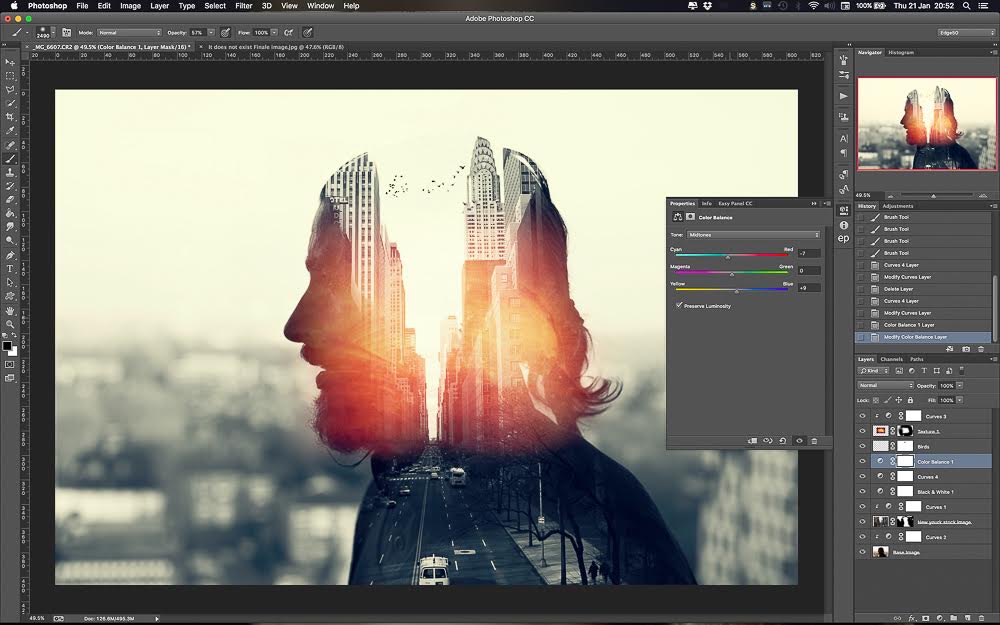 Photoshop File Edit Image Layer Type Select Filter 3D View Window Help 100% Thu 21 Jan 20:52
Adobe Photoshop CC
2490 Mode: Normal Opacity: 57% Flow: 100% Edge50
× _MG_6607.CR2 @ 49.5% (Color Balance 1, Layer Mask/16) * × It does not exist Finale image.jpg @ 47.6% (RGB/8)
Navigator Histogram
49.5%
History Adjustments
Brush Tool
Brush Tool
Brush Tool
Brush Tool
Curves 4 Layer
Modify Curves Layer
Delete Layer
Curves 4 Layer
Modify Curves Layer
Color Balance 1 Layer
Modify Color Balance Layer
Properties Info Easy Panel CC
Color Balance
Tone: Midtones
Cyan Red -7
Magenta Green 0
Yellow Blue +9
Preserve Luminosity
Layers Channels Paths
Kind
Normal Opacity: 100%
Lock: Fill: 100%
Curves 3
Texture 1
Birds
Color Balance 1
Curves 4
Black & White 1
Curves 1
New yourk stock image
Curves 2
Base Image
49.5% Doc: 126.6M/495.3M